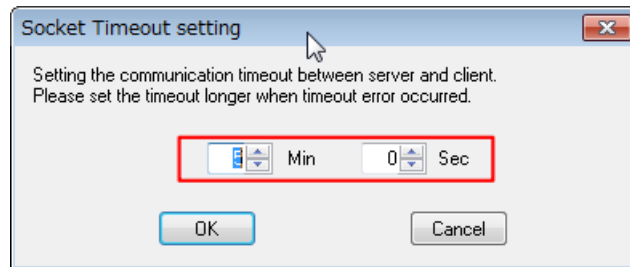 Socket Timeout setting
Setting the communication timeout between server and client.
Please set the timeout longer when timeout error occurred.
Min 0 Sec
OK Cancel